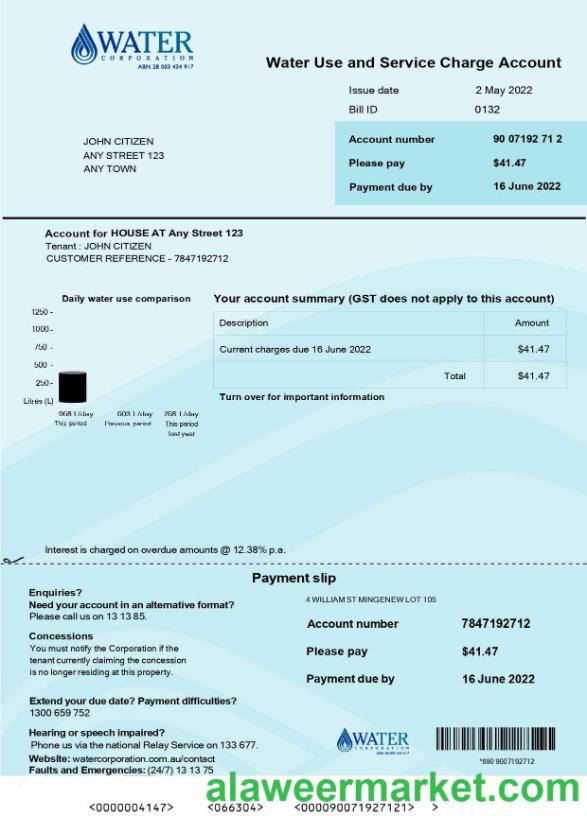 WATER
CORPORATION
ABN 28 003 434 917
Water Use and Service Charge Account
Issue date 2 May 2022
Bill ID 0132
JOHN CITIZEN
ANY STREET 123
ANY TOWN
Account number 90 07192 71 2
Please pay $41.47
Payment due by 16 June 2022
Account for HOUSE AT Any Street 123
Tenant : JOHN CITIZEN
CUSTOMER REFERENCE - 7847192712
Daily water use comparison
1250 -
1000 -
750 -
500 -
250 -
Litres (L)
968 L/day 603 L/day 768 L/day
This period Previous period This period
last year
Your account summary (GST does not apply to this account)
Description Amount
Current charges due 16 June 2022 $41.47
Total $41.47
Turn over for important information
Interest is charged on overdue amounts @ 12.38% p.a.
Payment slip
Enquiries?
Need your account in an alternative format?
Please call us on 13 13 85.
Concessions
You must notify the Corporation if the
tenant currently claiming the concession
is no longer residing at this property.
Extend your due date? Payment difficulties?
1300 659 752
Hearing or speech impaired?
Phone us via the national Relay Service on 133 677.
Website: watercorporation.com.au/contact
Faults and Emergencies: (24/7) 13 13 75
4 WILLIAM ST MINGENEW LOT 105
Account number 7847192712
Please pay $41.47
Payment due by 16 June 2022
WATER
CORPORATION
*690 9007192712
alaweermarket.com
<0000004147> <066304> <000090071927121> >